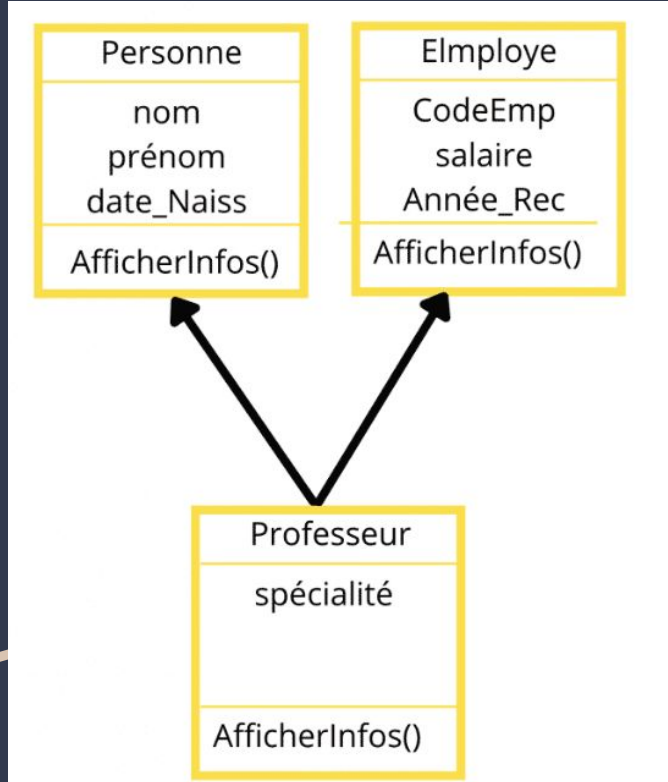 Personne
nom
prénom
date_Naiss
AfficherInfos()
Elmploye
CodeEmp
salaire
Année_Rec
AfficherInfos()
Professeur
spécialité
AfficherInfos()